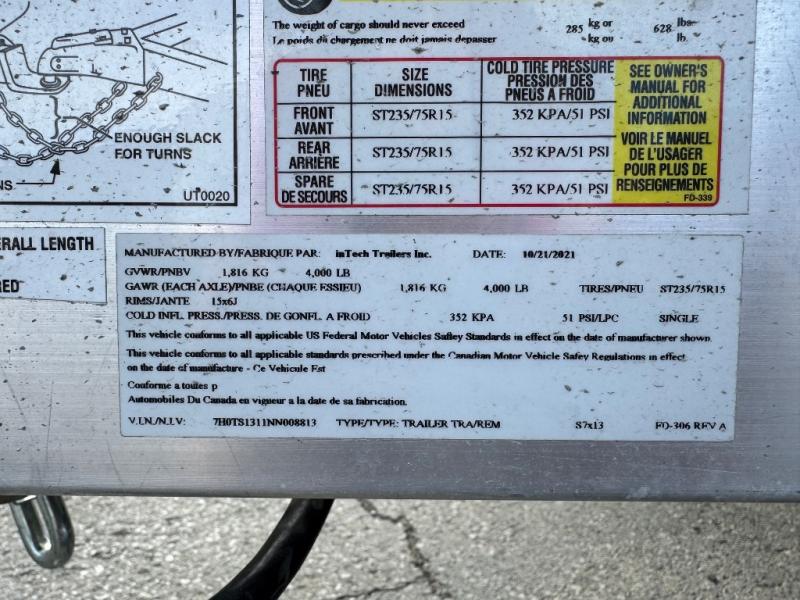 The weight of cargo should never exceed 285 kg or 628 lbs
Le poids du chargement ne doit jamais depasser kg ou lb.
TIRE PNEU SIZE DIMENSIONS COLD TIRE PRESSURE PRESSION DES PNEUS A FROID
FRONT AVANT ST235/75R15 352 KPA/51 PSI
REAR ARRIÈRE ST235/75R15 352 KPA/51 PSI
SPARE DE SECOURS ST235/75R15 352 KPA/51 PSI
SEE OWNER'S
MANUAL FOR
ADDITIONAL
INFORMATION
VOIR LE MANUEL
DE L'USAGER
POUR PLUS DE
RENSEIGNEMENTS
FD-339
ENOUGH SLACK
FOR TURNS
NS
UT0020
ERALL LENGTH
RED
MANUFACTURED BY/FABRIQUE PAR: inTech Trailers Inc. DATE: 10/21/2021
GVWR/PNBV 1,816 KG 4,000 LB
GAWR (EACH AXLE)/PNBE (CHAQUE ESSIEU) 1,816 KG 4,000 LB TIRES/PNEU ST235/75R15
RIMS/JANTE 15x6J
COLD INFL. PRESS./PRESS. DE GONFL. A FROID 352 KPA 51 PSI/LPC SINGLE
This vehicle conforms to all applicable US Federal Motor Vehicles Saftey Standards in effect on the date of manufacturer shown.
This vehicle conforms to all applicable standards prescribed under the Canadian Motor Vehicle Safey Regulations in effect
on the date of manufacture - Ce Vehicule Est
Conforme a toutes p
Automobiles Du Canada en vigueur a la date de sa fabrication.
V.I.N./N.I.V: 7H0TS1311NN008813 TYPE/TYPE: TRAILER TRA/REM S7x13 FD-306 REV A